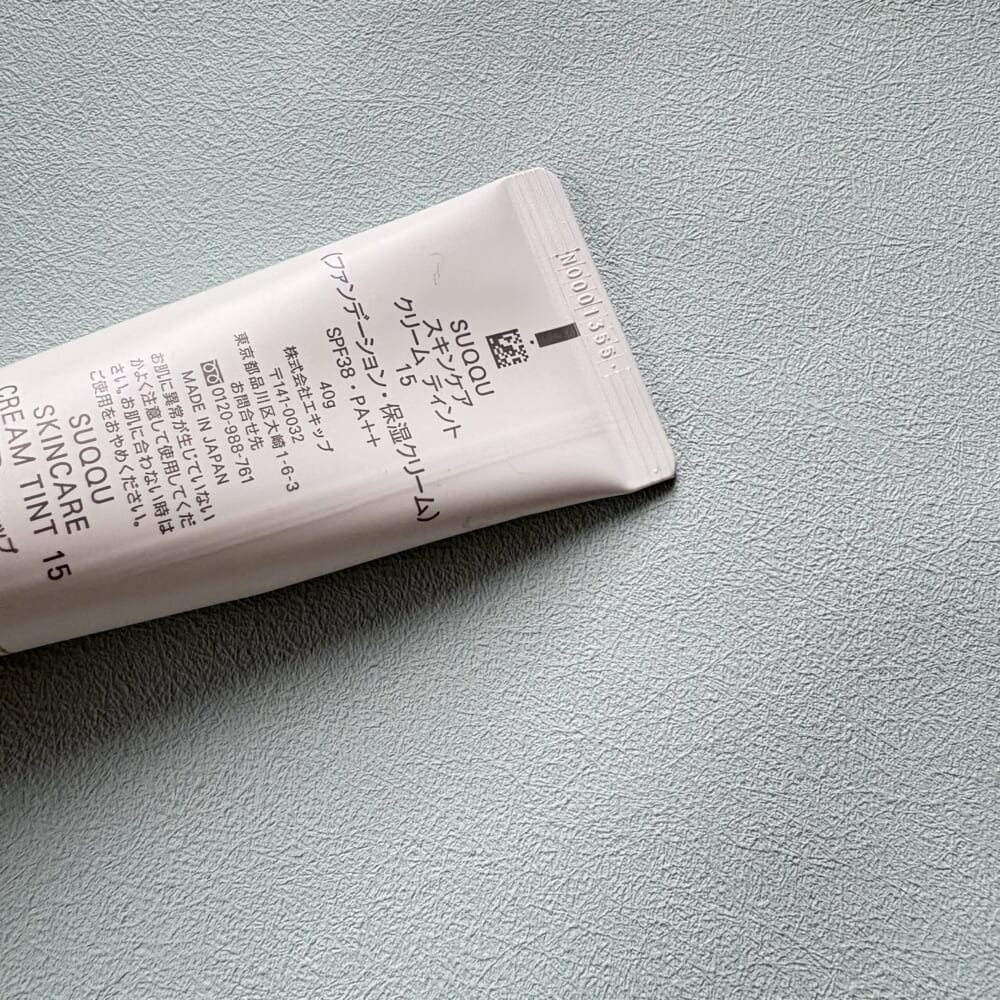 N0001365.
SUQQU
スキンケア ティント
クリーム 15
(ファンデーション・保湿クリーム)
SPF38・PA++
40g
株式会社エキップ
〒141-0032
東京都品川区大崎1-6-3
お問合せ先
0120-988-761
MADE IN JAPAN
お肌に異常が生じていない
かよく注意して使用してくだ
さい。お肌に合わない時は
ご使用をおやめください。
SUQQU
SKINCARE
CREAM TINT 15